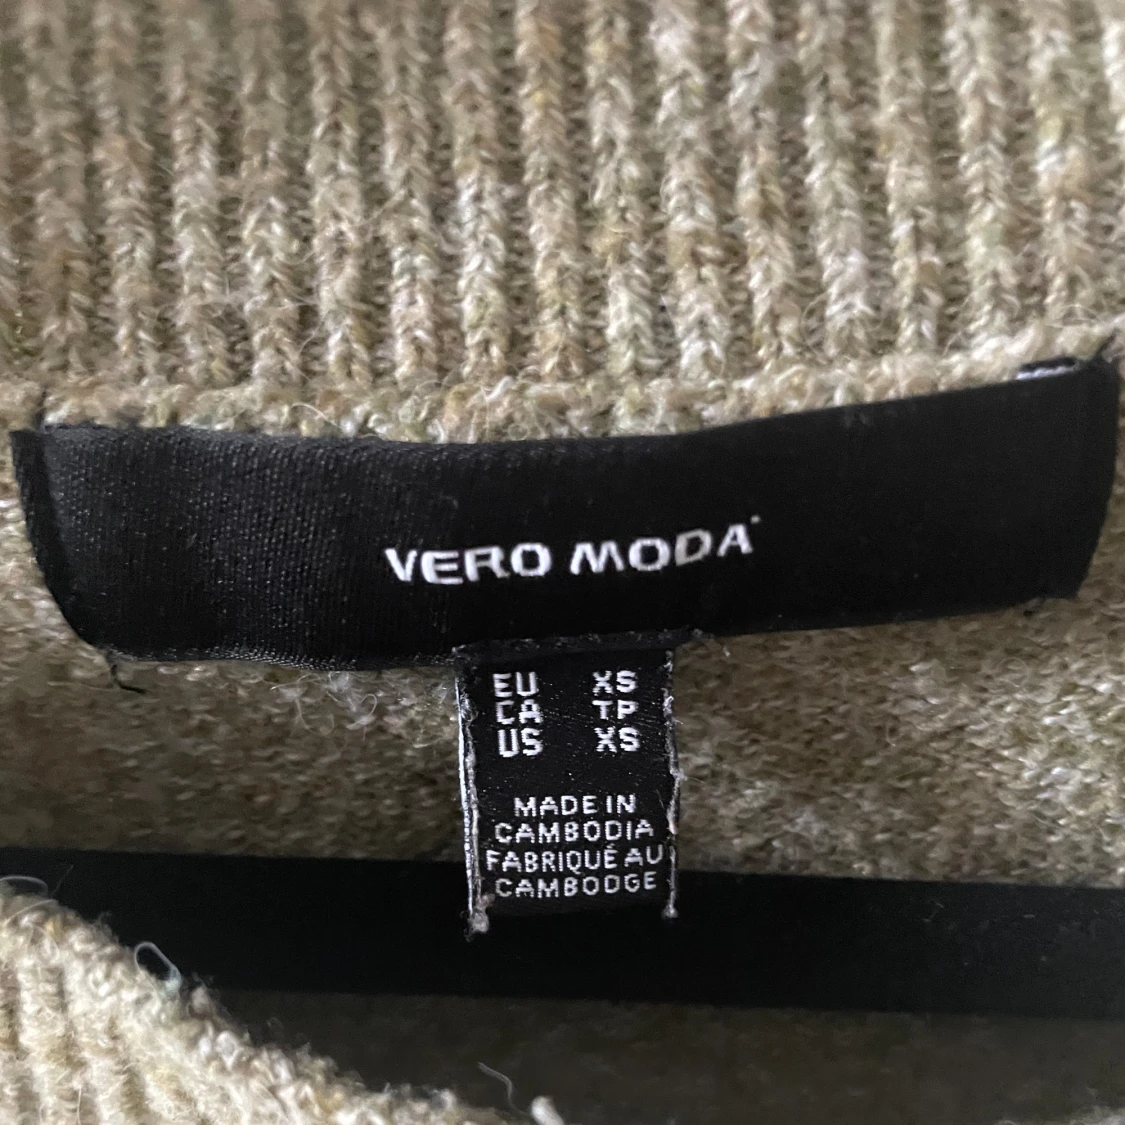 VERO MODA
EU XS
CA TP
US XS
MADE IN
CAMBODIA
FABRIQUÉ AU
CAMBODGE